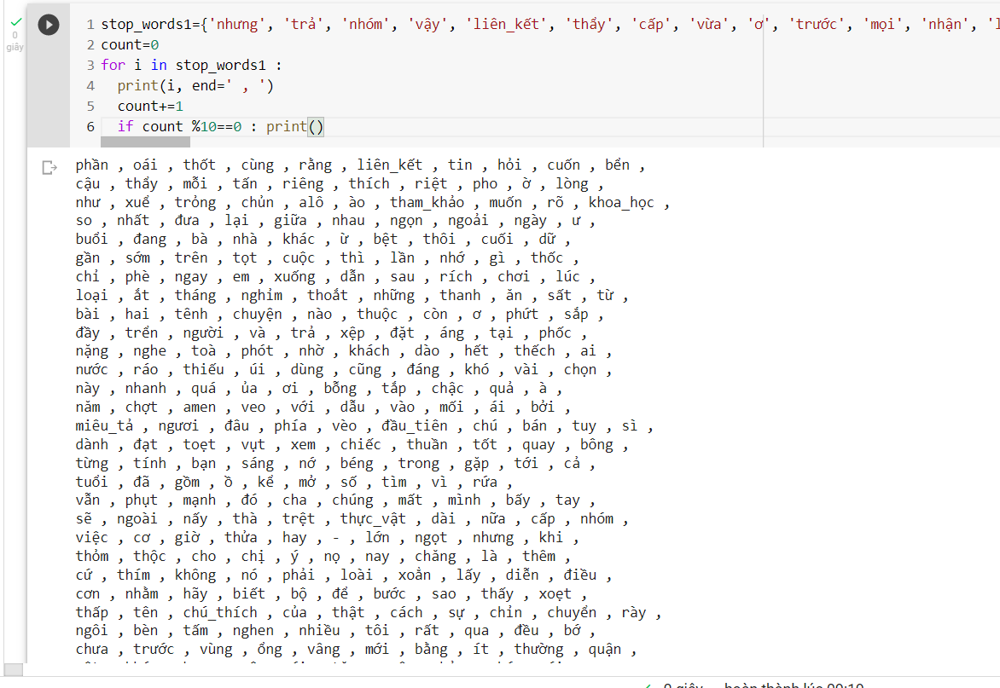 0
giây
1 stop_words1={'nhưng', 'trả', 'nhóm', 'vậy', 'liên_kết', 'thẩy', 'cấp', 'vừa', 'ơ', 'trước', 'mọi', 'nhận', 'l
2 count=0
3 for i in stop_words1 :
4 print(i, end=' , ')
5 count+=1
6 if count %10==0 : print()
phần , oái , thốt , cùng , rằng , liên_kết , tin , hỏi , cuốn , bển ,
cậu , thẩy , mỗi , tấn , riêng , thích , riệt , pho , ờ , lòng ,
như , xuể , trỏng , chủn , alô , ào , tham_khảo , muốn , rõ , khoa_học ,
so , nhất , đưa , lại , giữa , nhau , ngọn , ngoải , ngày , ư ,
buổi , đang , bà , nhà , khác , ừ , bệt , thôi , cuối , dữ ,
gần , sớm , trên , tọt , cuộc , thì , lần , nhớ , gì , thốc ,
chỉ , phè , ngay , em , xuống , dẫn , sau , rích , chơi , lúc ,
loại , ắt , tháng , nghỉm , thoắt , những , thanh , ăn , sất , từ ,
bài , hai , tênh , chuyện , nào , thuộc , còn , ơ , phứt , sắp ,
đầy , trển , người , và , trả , xệp , đặt , áng , tại , phốc ,
nặng , nghe , toà , phót , nhờ , khách , dào , hết , thếch , ai ,
nước , ráo , thiếu , úi , dùng , cũng , đáng , khó , vài , chọn ,
này , nhanh , quá , ủa , ơi , bỗng , tắp , chậc , quả , à ,
năm , chợt , amen , veo , với , dẫu , vào , mối , ái , bởi ,
miêu_tả , ngươi , đâu , phía , vèo , đầu_tiên , chú , bán , tuy , sì ,
dành , đạt , toẹt , vụt , xem , chiếc , thuần , tốt , quay , bông ,
từng , tính , bạn , sáng , nớ , béng , trong , gặp , tới , cả ,
tuổi , đã , gồm , ồ , kể , mở , số , tìm , vì , rứa ,
vẫn , phụt , mạnh , đó , cha , chúng , mất , mình , bấy , tay ,
sẽ , ngoài , nấy , thà , trệt , thực_vật , dài , nữa , cấp , nhóm ,
việc , cơ , giờ , thửa , hay , - , lớn , ngọt , nhưng , khi ,
thỏm , thộc , cho , chị , ý , nọ , nay , chăng , là , thêm ,
cứ , thím , không , nó , phải , loài , xoẳn , lấy , diễn , điều ,
cơn , nhằm , hãy , biết , bộ , để , bước , sao , thấy , xoẹt ,
thấp , tên , chú_thích , của , thật , cách , sự , chỉn , chuyển , rày ,
ngôi , bèn , tấm , nghen , nhiều , tôi , rất , qua , đều , bớ ,
chưa , trước , vùng , ổng , vâng , mới , bằng , ít , thường , quận ,